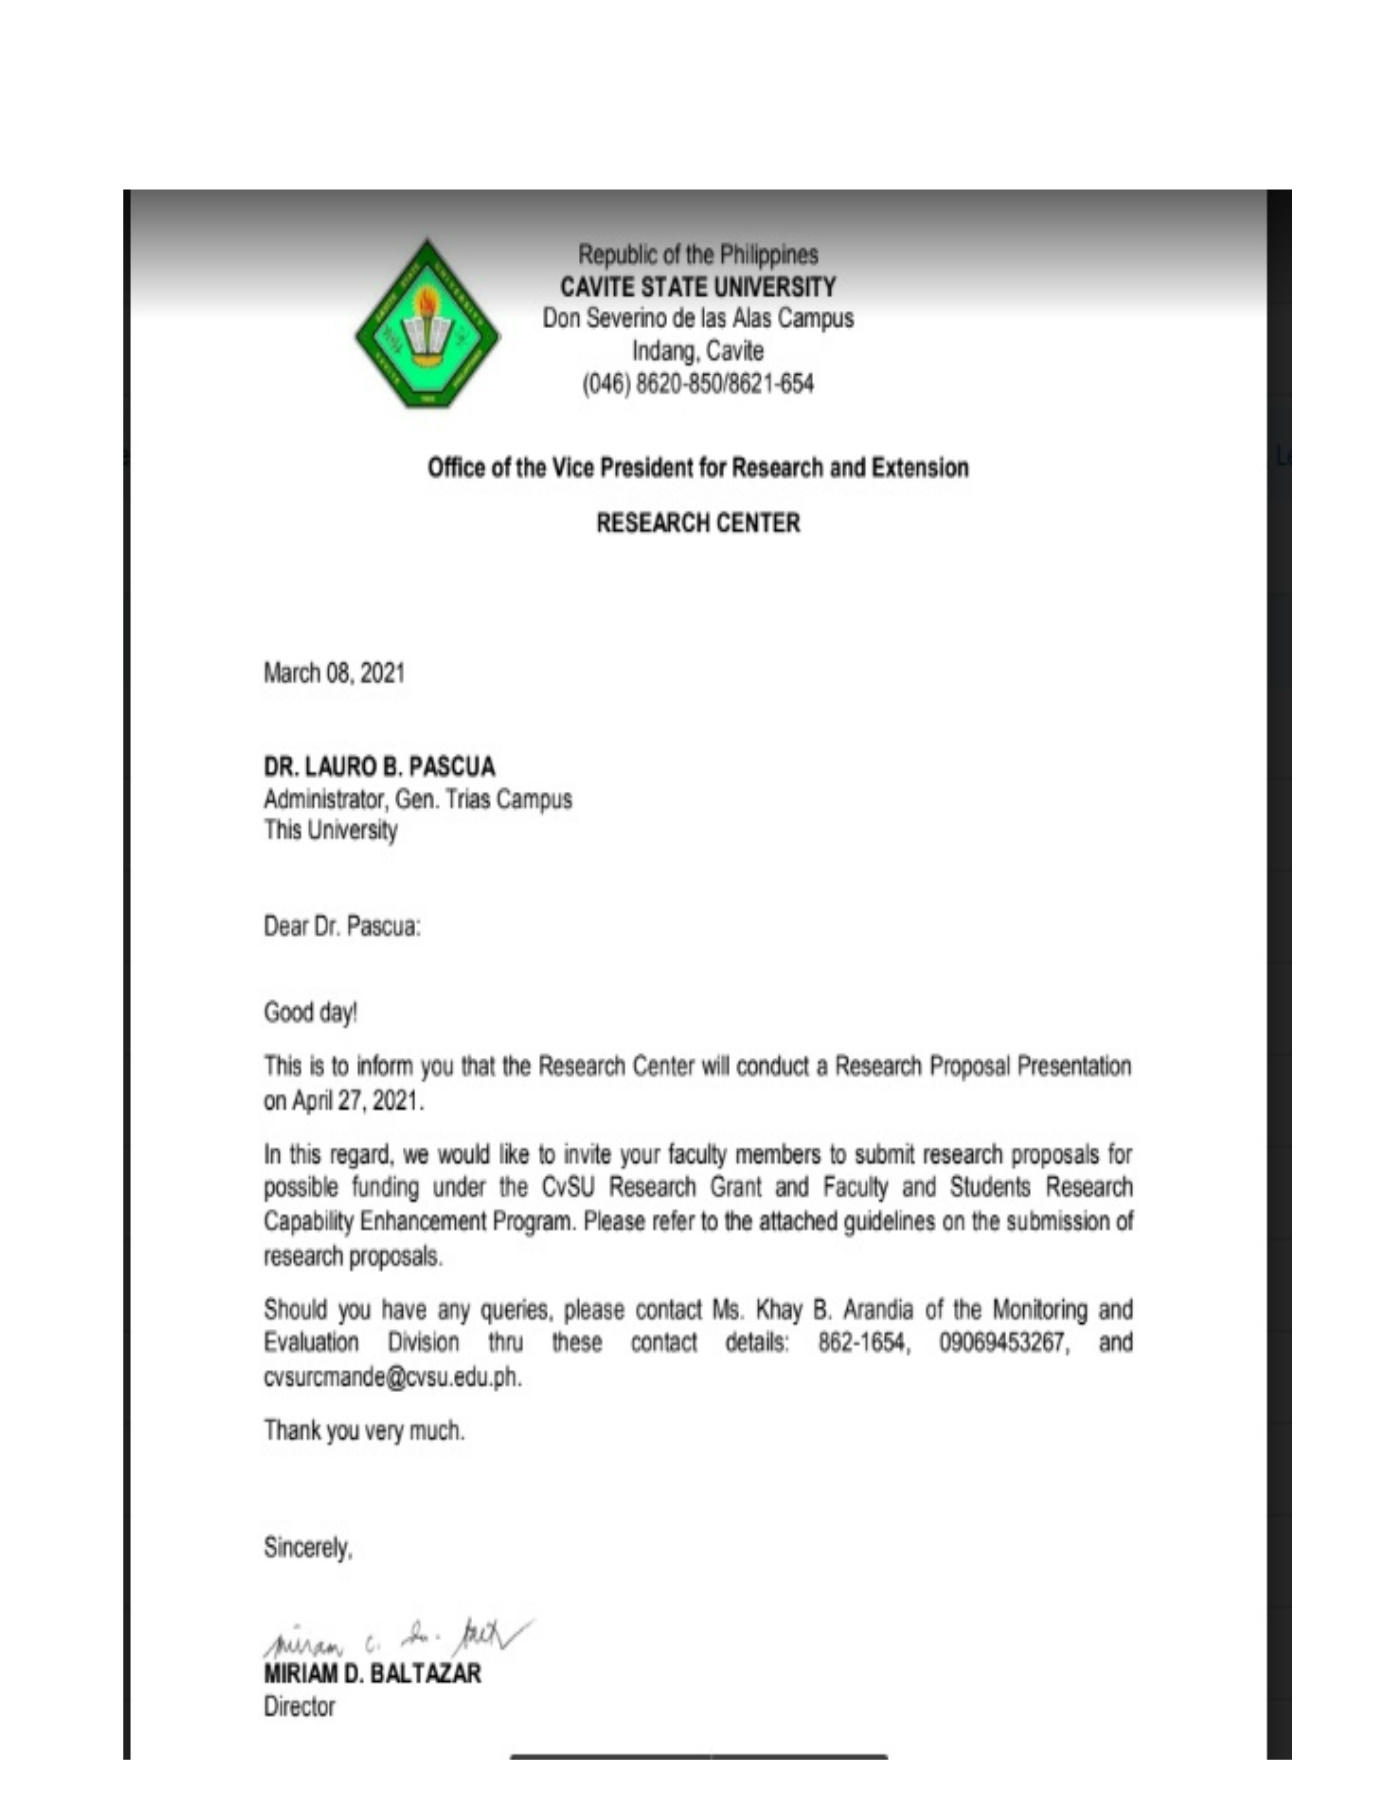 Republic of the Philippines
CAVITE STATE UNIVERSITY
Don Severino de las Alas Campus
Indang, Cavite
(046) 8620-850/8621-654
Office of the Vice President for Research and Extension
RESEARCH CENTER
March 08, 2021
DR. LAURO B. PASCUA
Administrator, Gen. Trias Campus
This University
Dear Dr. Pascua:
Good day!
This is to inform you that the Research Center will conduct a Research Proposal Presentation
on April 27, 2021.
In this regard, we would like to invite your faculty members to submit research proposals for
possible funding under the CvSU Research Grant and Faculty and Students Research
Capability Enhancement Program. Please refer to the attached guidelines on the submission of
research proposals.
Should you have any queries, please contact Ms. Khay B. Arandia of the Monitoring and
Evaluation Division thru these contact details: 862-1654, 09069453267, and
cvsurcmande@cvsu.edu.ph.
Thank you very much.
Sincerely,
MIRIAM D. BALTAZAR
Director